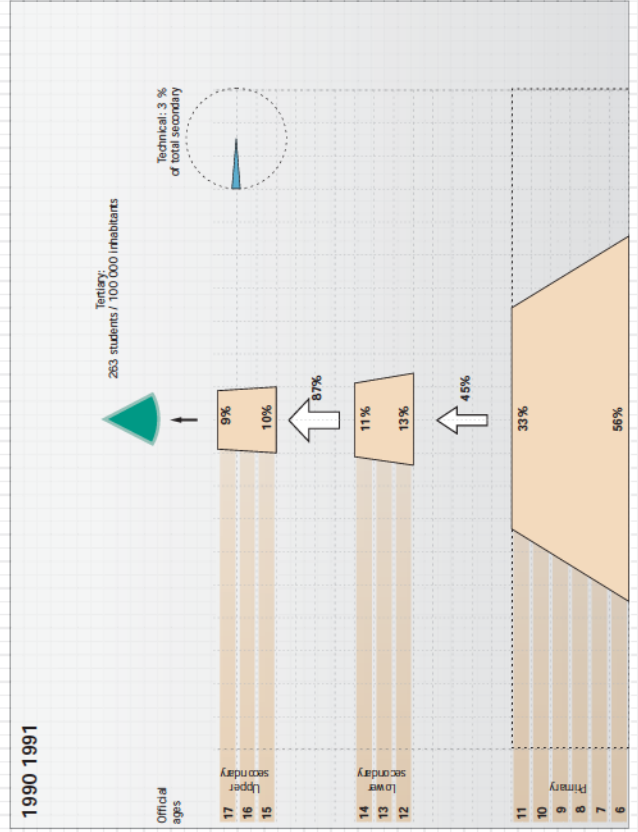 1990 1991
Tertiary:
263 students / 100 000 inhabitants
Technical: 3 %
of total secondary
Official
ages
17
16
15
Upper
secondary
9%
10%
87%
14
13
12
Lower
secondary
11%
13%
45%
11
10
9
8
7
6
Primary
33%
56%